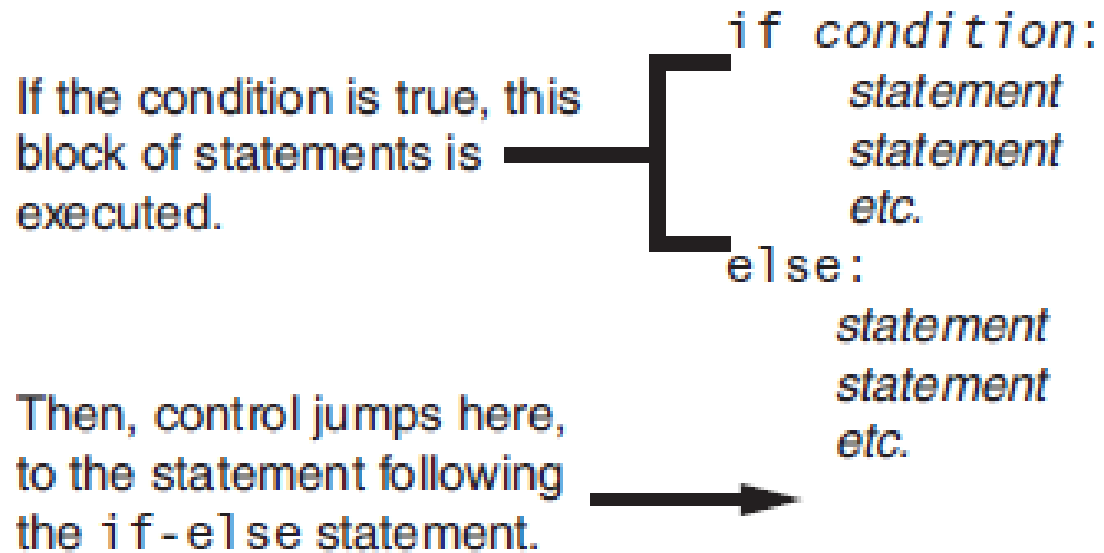 If the condition is true, this
block of statements is
executed.
if condition:
statement
statement
etc.
else:
statement
statement
etc.
Then, control jumps here,
to the statement following
the if-else statement.